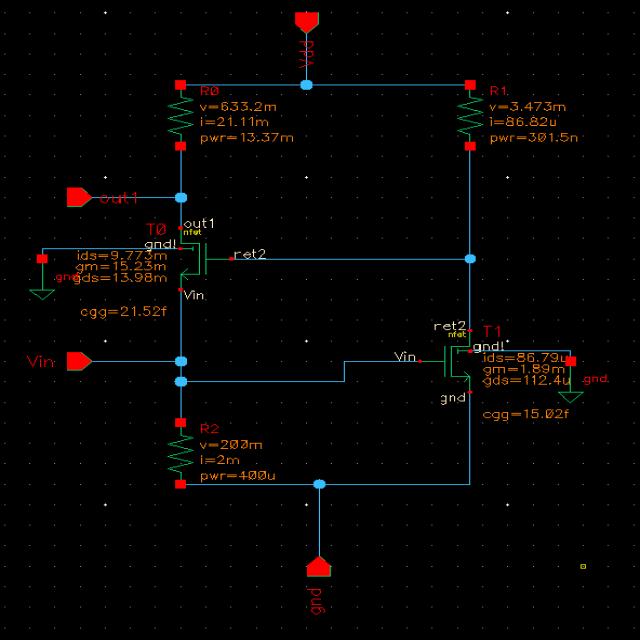 R0
v=633.2m
i=21.11m
pwr=13.37m
R1
v=3.473m
i=86.82u
pwr=301.5n
out1
T0
out1
nfet
gnd!
ids=9.773m
gm=15.23m
gds=13.98m
gnd
cgg=21.52f
ret2
Vin
ret2
nfet
T1
gnd!
Vin
Vin
ids=86.79u
gm=1.89m
gds=112.4u
gnd
gnd
cgg=15.02f
R2
v=200m
i=2m
pwr=400u
gnd